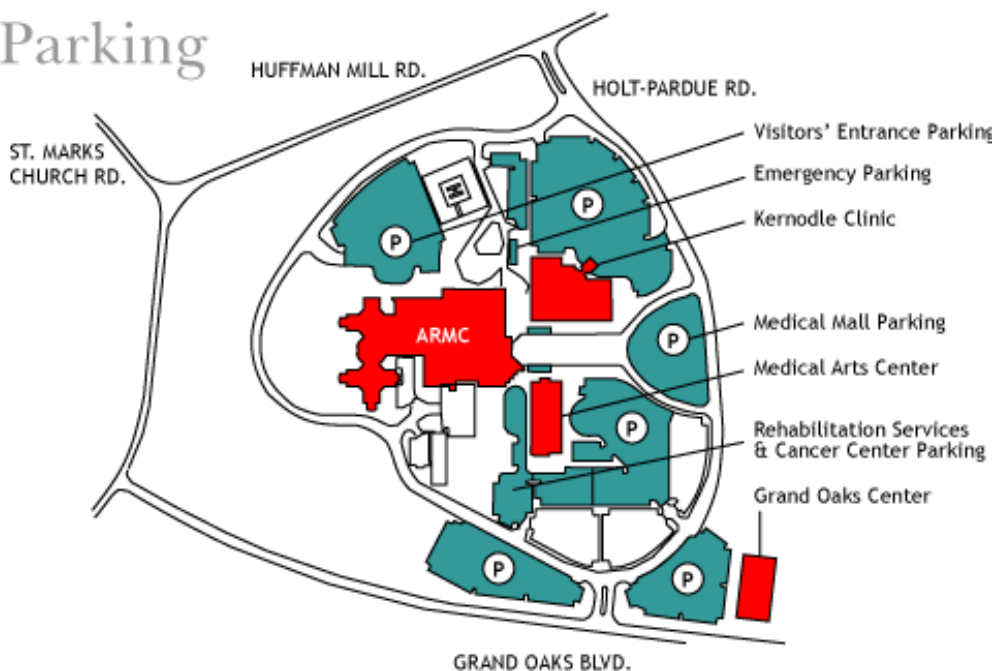 Parking
HUFFMAN MILL RD.
HOLT-PARDUE RD.
ST. MARKS
CHURCH RD.
Visitors' Entrance Parking
Emergency Parking
Kernodle Clinic
H
P
P
ARMC
P
Medical Mall Parking
Medical Arts Center
P
Rehabilitation Services
& Cancer Center Parking
Grand Oaks Center
P
P
GRAND OAKS BLVD.